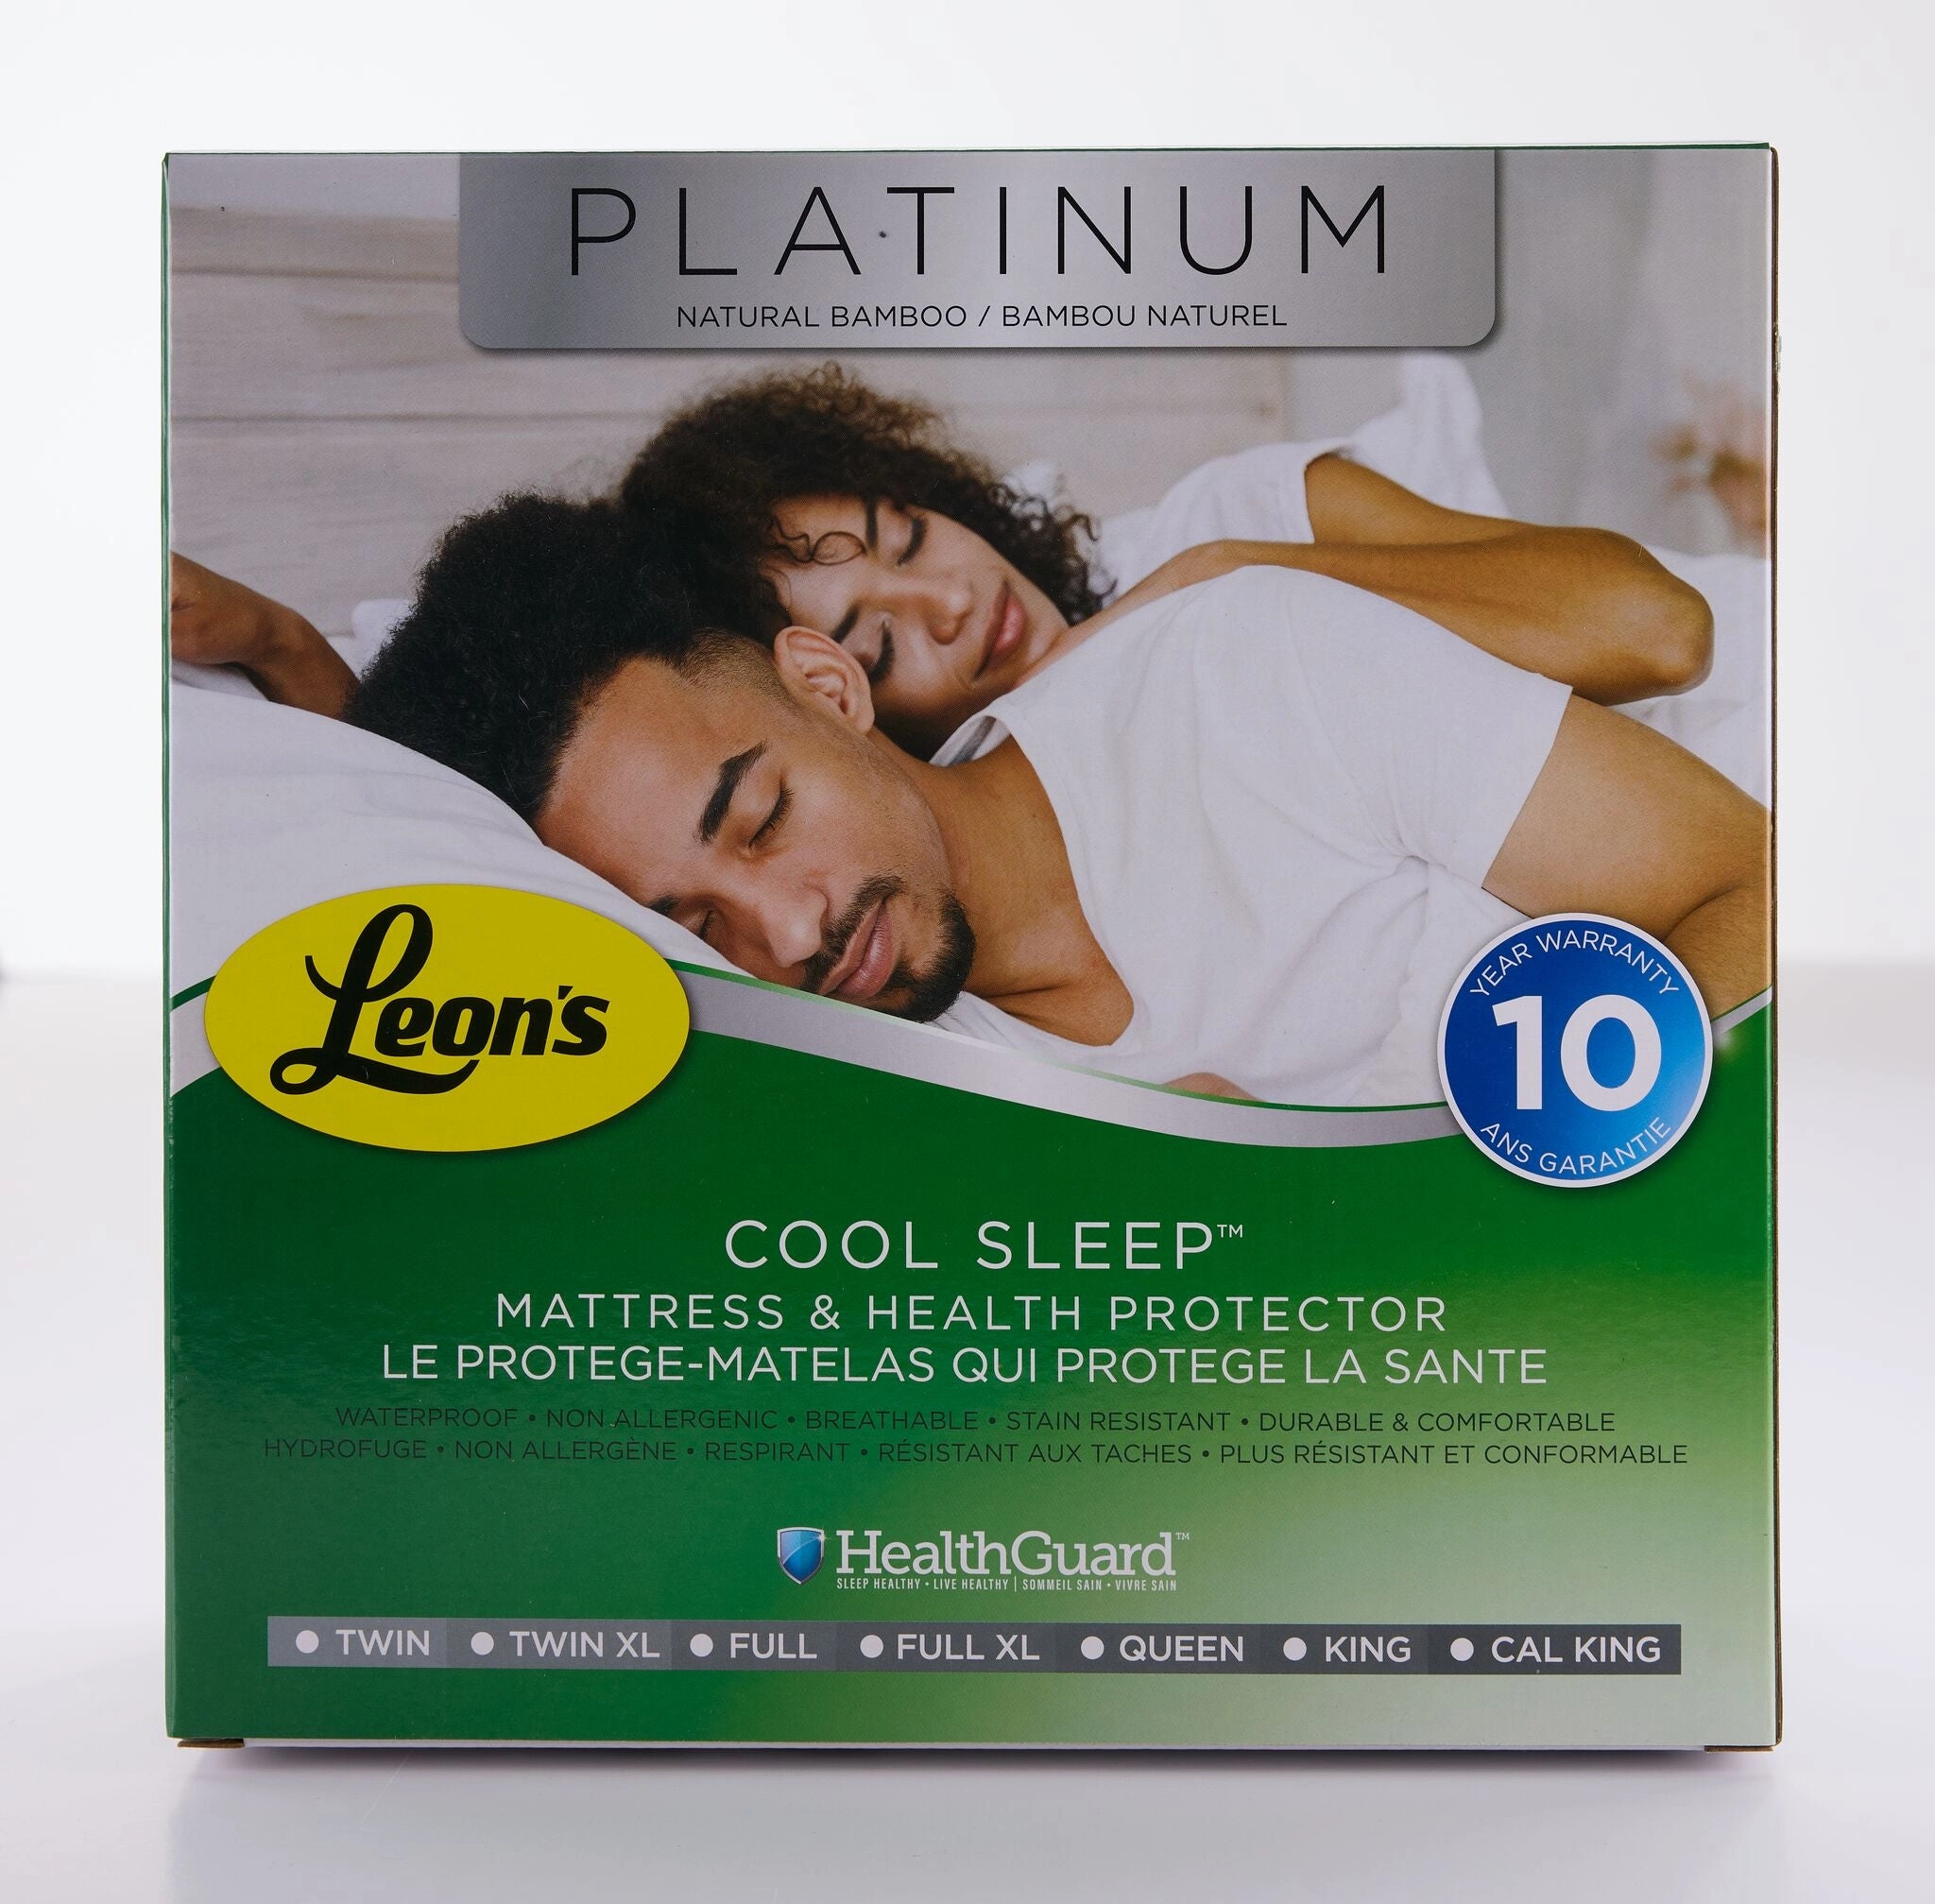 PLATINUM
NATURAL BAMBOO / BAMBOU NATUREL
Leon's
YEAR WARRANTY
10
ANS GARANTIE
COOL SLEEP™
MATTRESS & HEALTH PROTECTOR
LE PROTEGE-MATELAS QUI PROTEGE LA SANTE
WATERPROOF • NON ALLERGENIC • BREATHABLE • STAIN RESISTANT • DURABLE & COMFORTABLE
HYDROFUGE • NON ALLERGÈNE • RESPIRANT • RÉSISTANT AUX TACHES • PLUS RÉSISTANT ET CONFORMABLE
HealthGuard™
SLEEP HEALTHY • LIVE HEALTHY | SOMMEIL SAIN • VIVRE SAIN
● TWIN ● TWIN XL ● FULL ● FULL XL ● QUEEN ● KING ● CAL KING